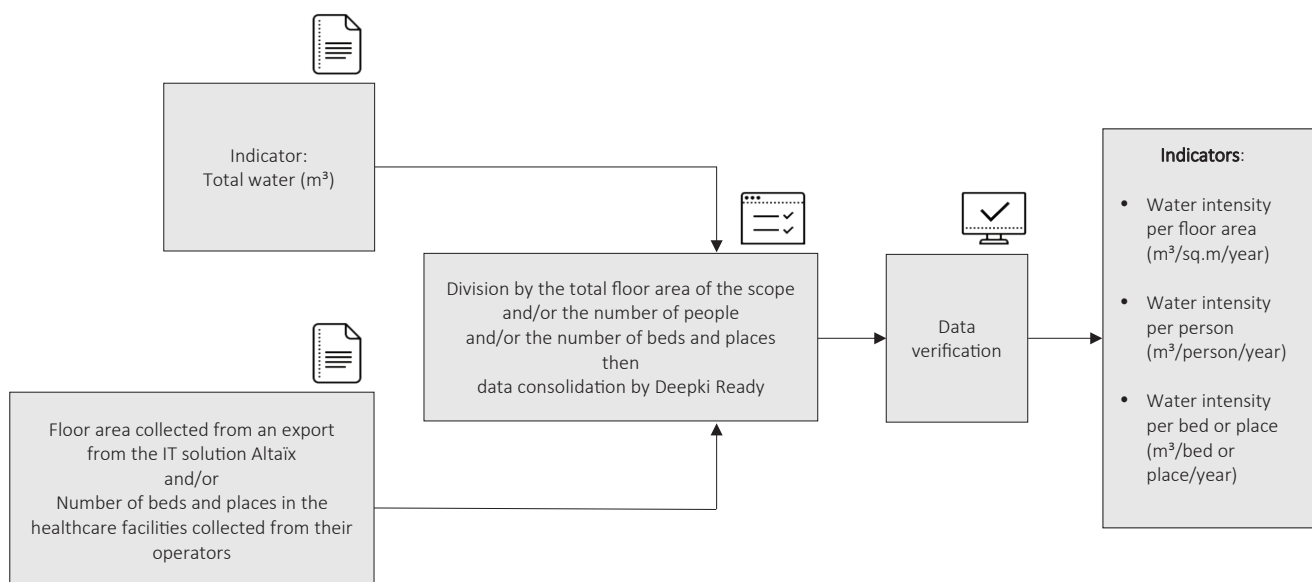 Indicator:
Total water (m³)
Floor area collected from an export
from the IT solution Altaïx
and/or
Number of beds and places in the
healthcare facilities collected from their
operators
Division by the total floor area of the scope
and/or the number of people
and/or the number of beds and places
then
data consolidation by Deepki Ready
Data
verification
Indicators:
• Water intensity
per floor area
(m³/sq.m/year)
• Water intensity
per person
(m³/person/year)
• Water intensity
per bed or place
(m³/bed or
place/year)